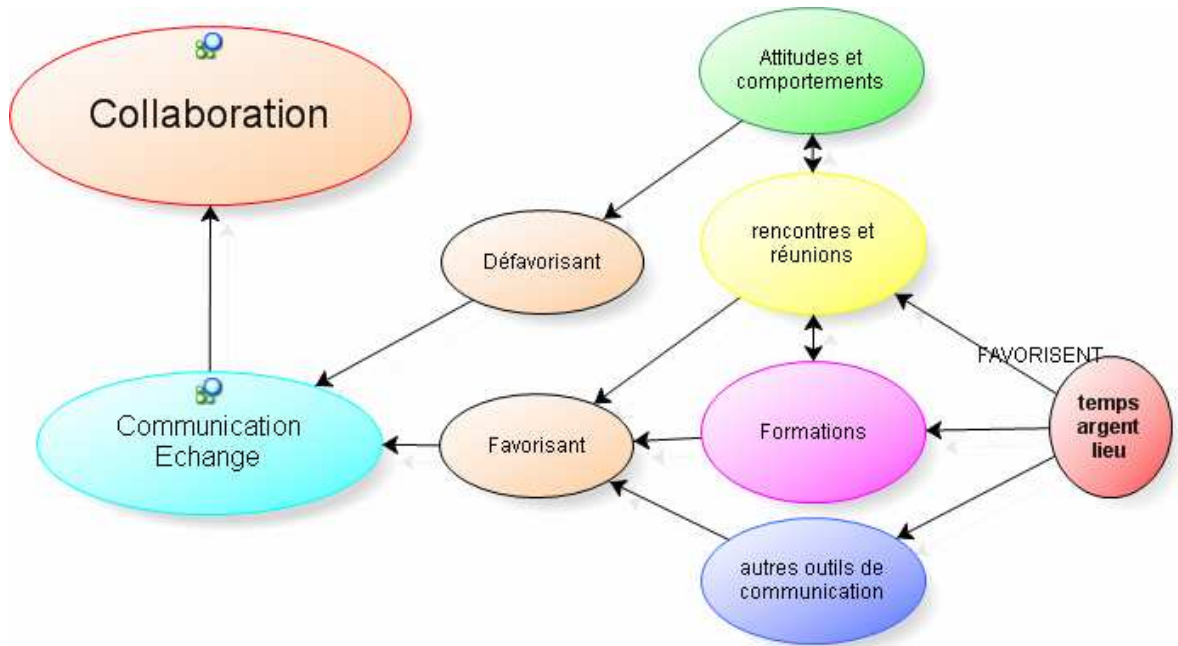 Collaboration
Attitudes et
comportements
Défavorisant
rencontres et
réunions
FAVORISENT
Communication
Echange
Favorisant
Formations
temps
argent
lieu
autres outils de
communication